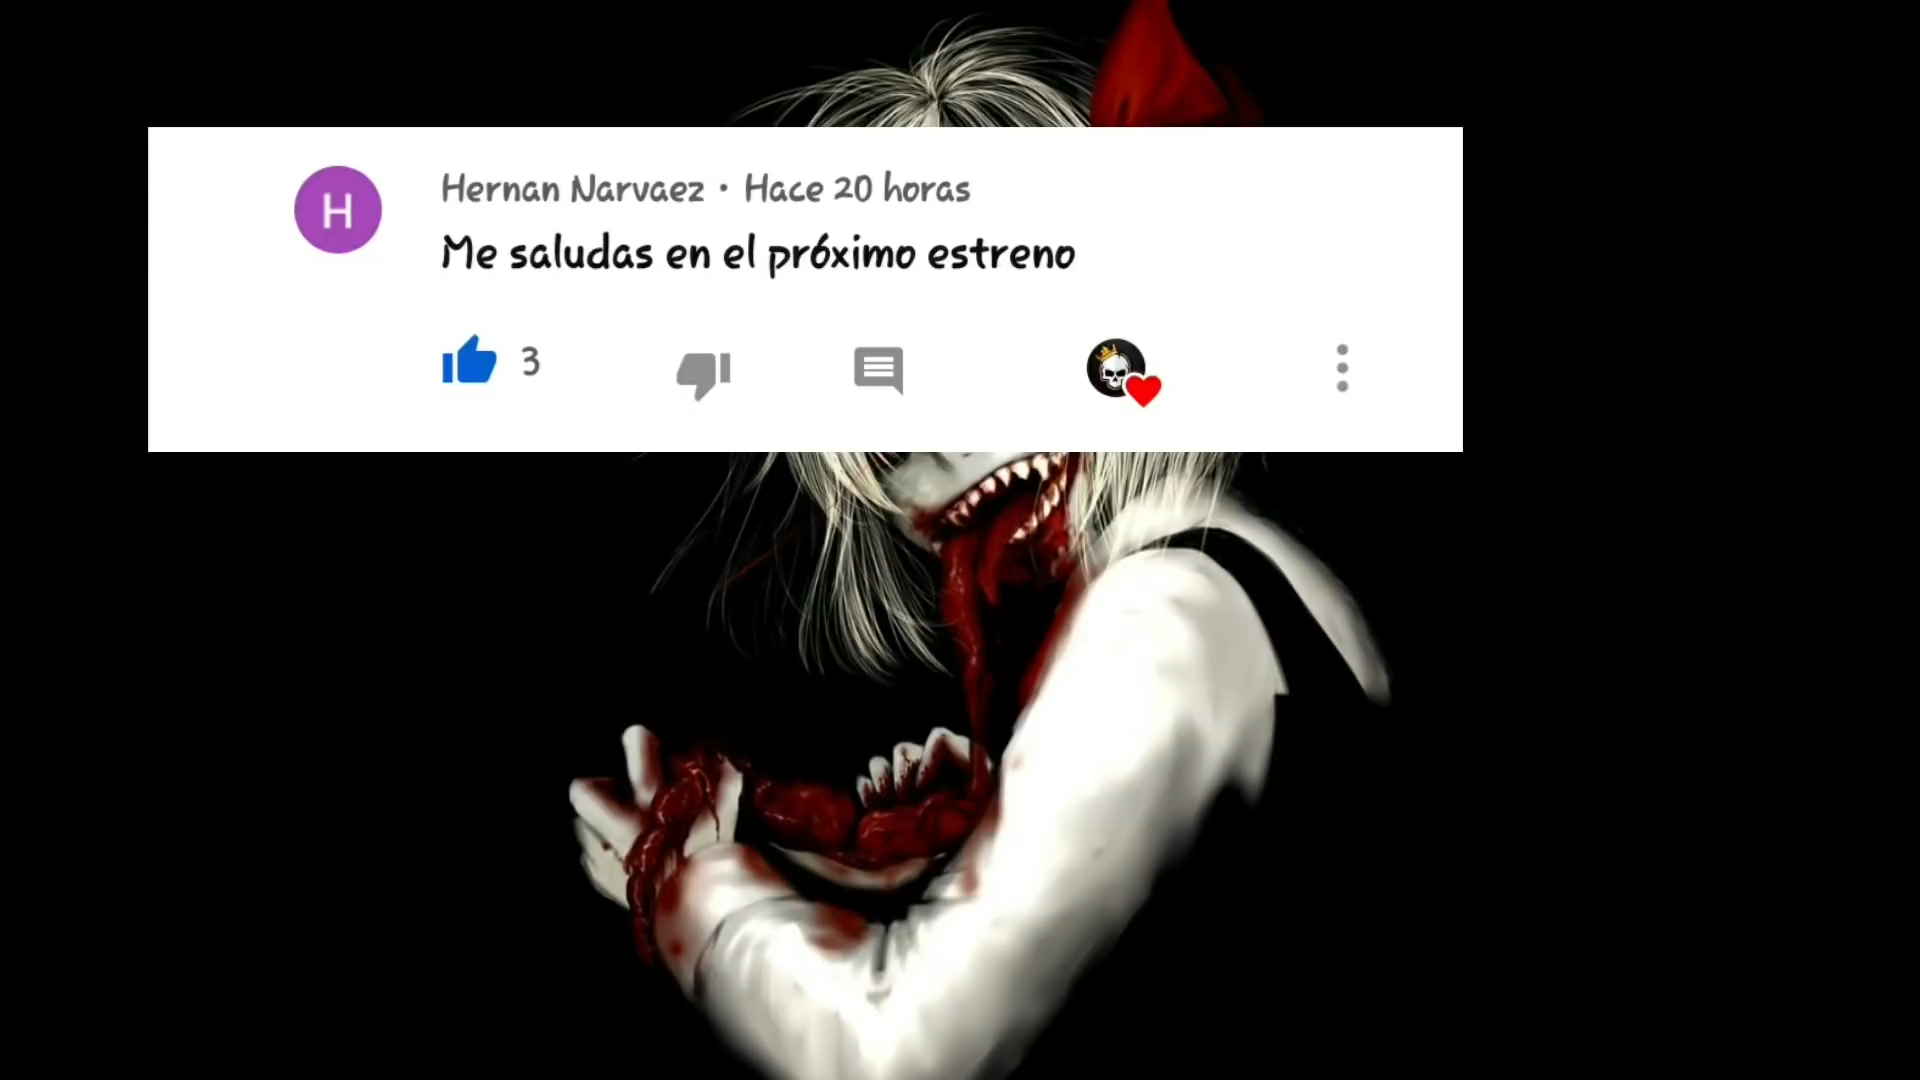 H
Hernan Narvaez • Hace 20 horas
Me saludas en el próximo estreno
3